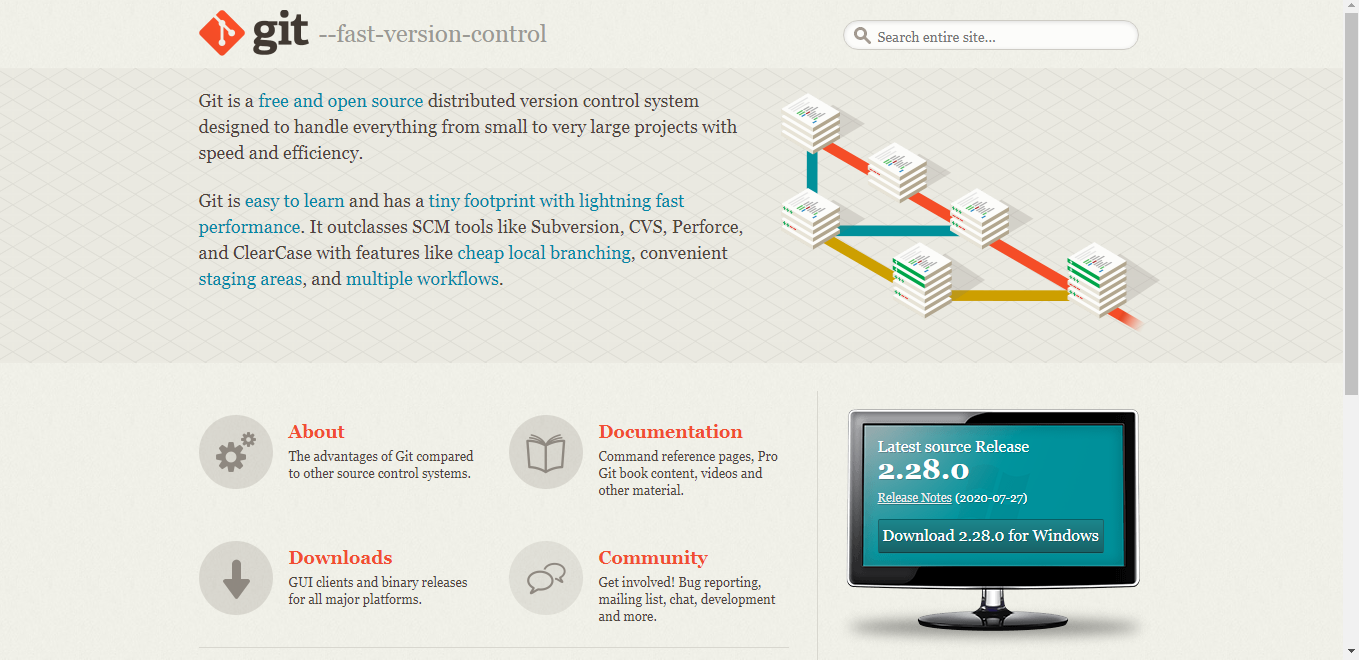 git --fast-version-control
Search entire site...
Git is a free and open source distributed version control system
designed to handle everything from small to very large projects with
speed and efficiency.
Git is easy to learn and has a tiny footprint with lightning fast
performance. It outclasses SCM tools like Subversion, CVS, Perforce,
and ClearCase with features like cheap local branching, convenient
staging areas, and multiple workflows.
About
The advantages of Git compared
to other source control systems.
Documentation
Command reference pages, Pro
Git book content, videos and
other material.
Downloads
GUI clients and binary releases
for all major platforms.
Community
Get involved! Bug reporting,
mailing list, chat, development
and more.
Latest source Release
2.28.0
Release Notes (2020-07-27)
Download 2.28.0 for Windows